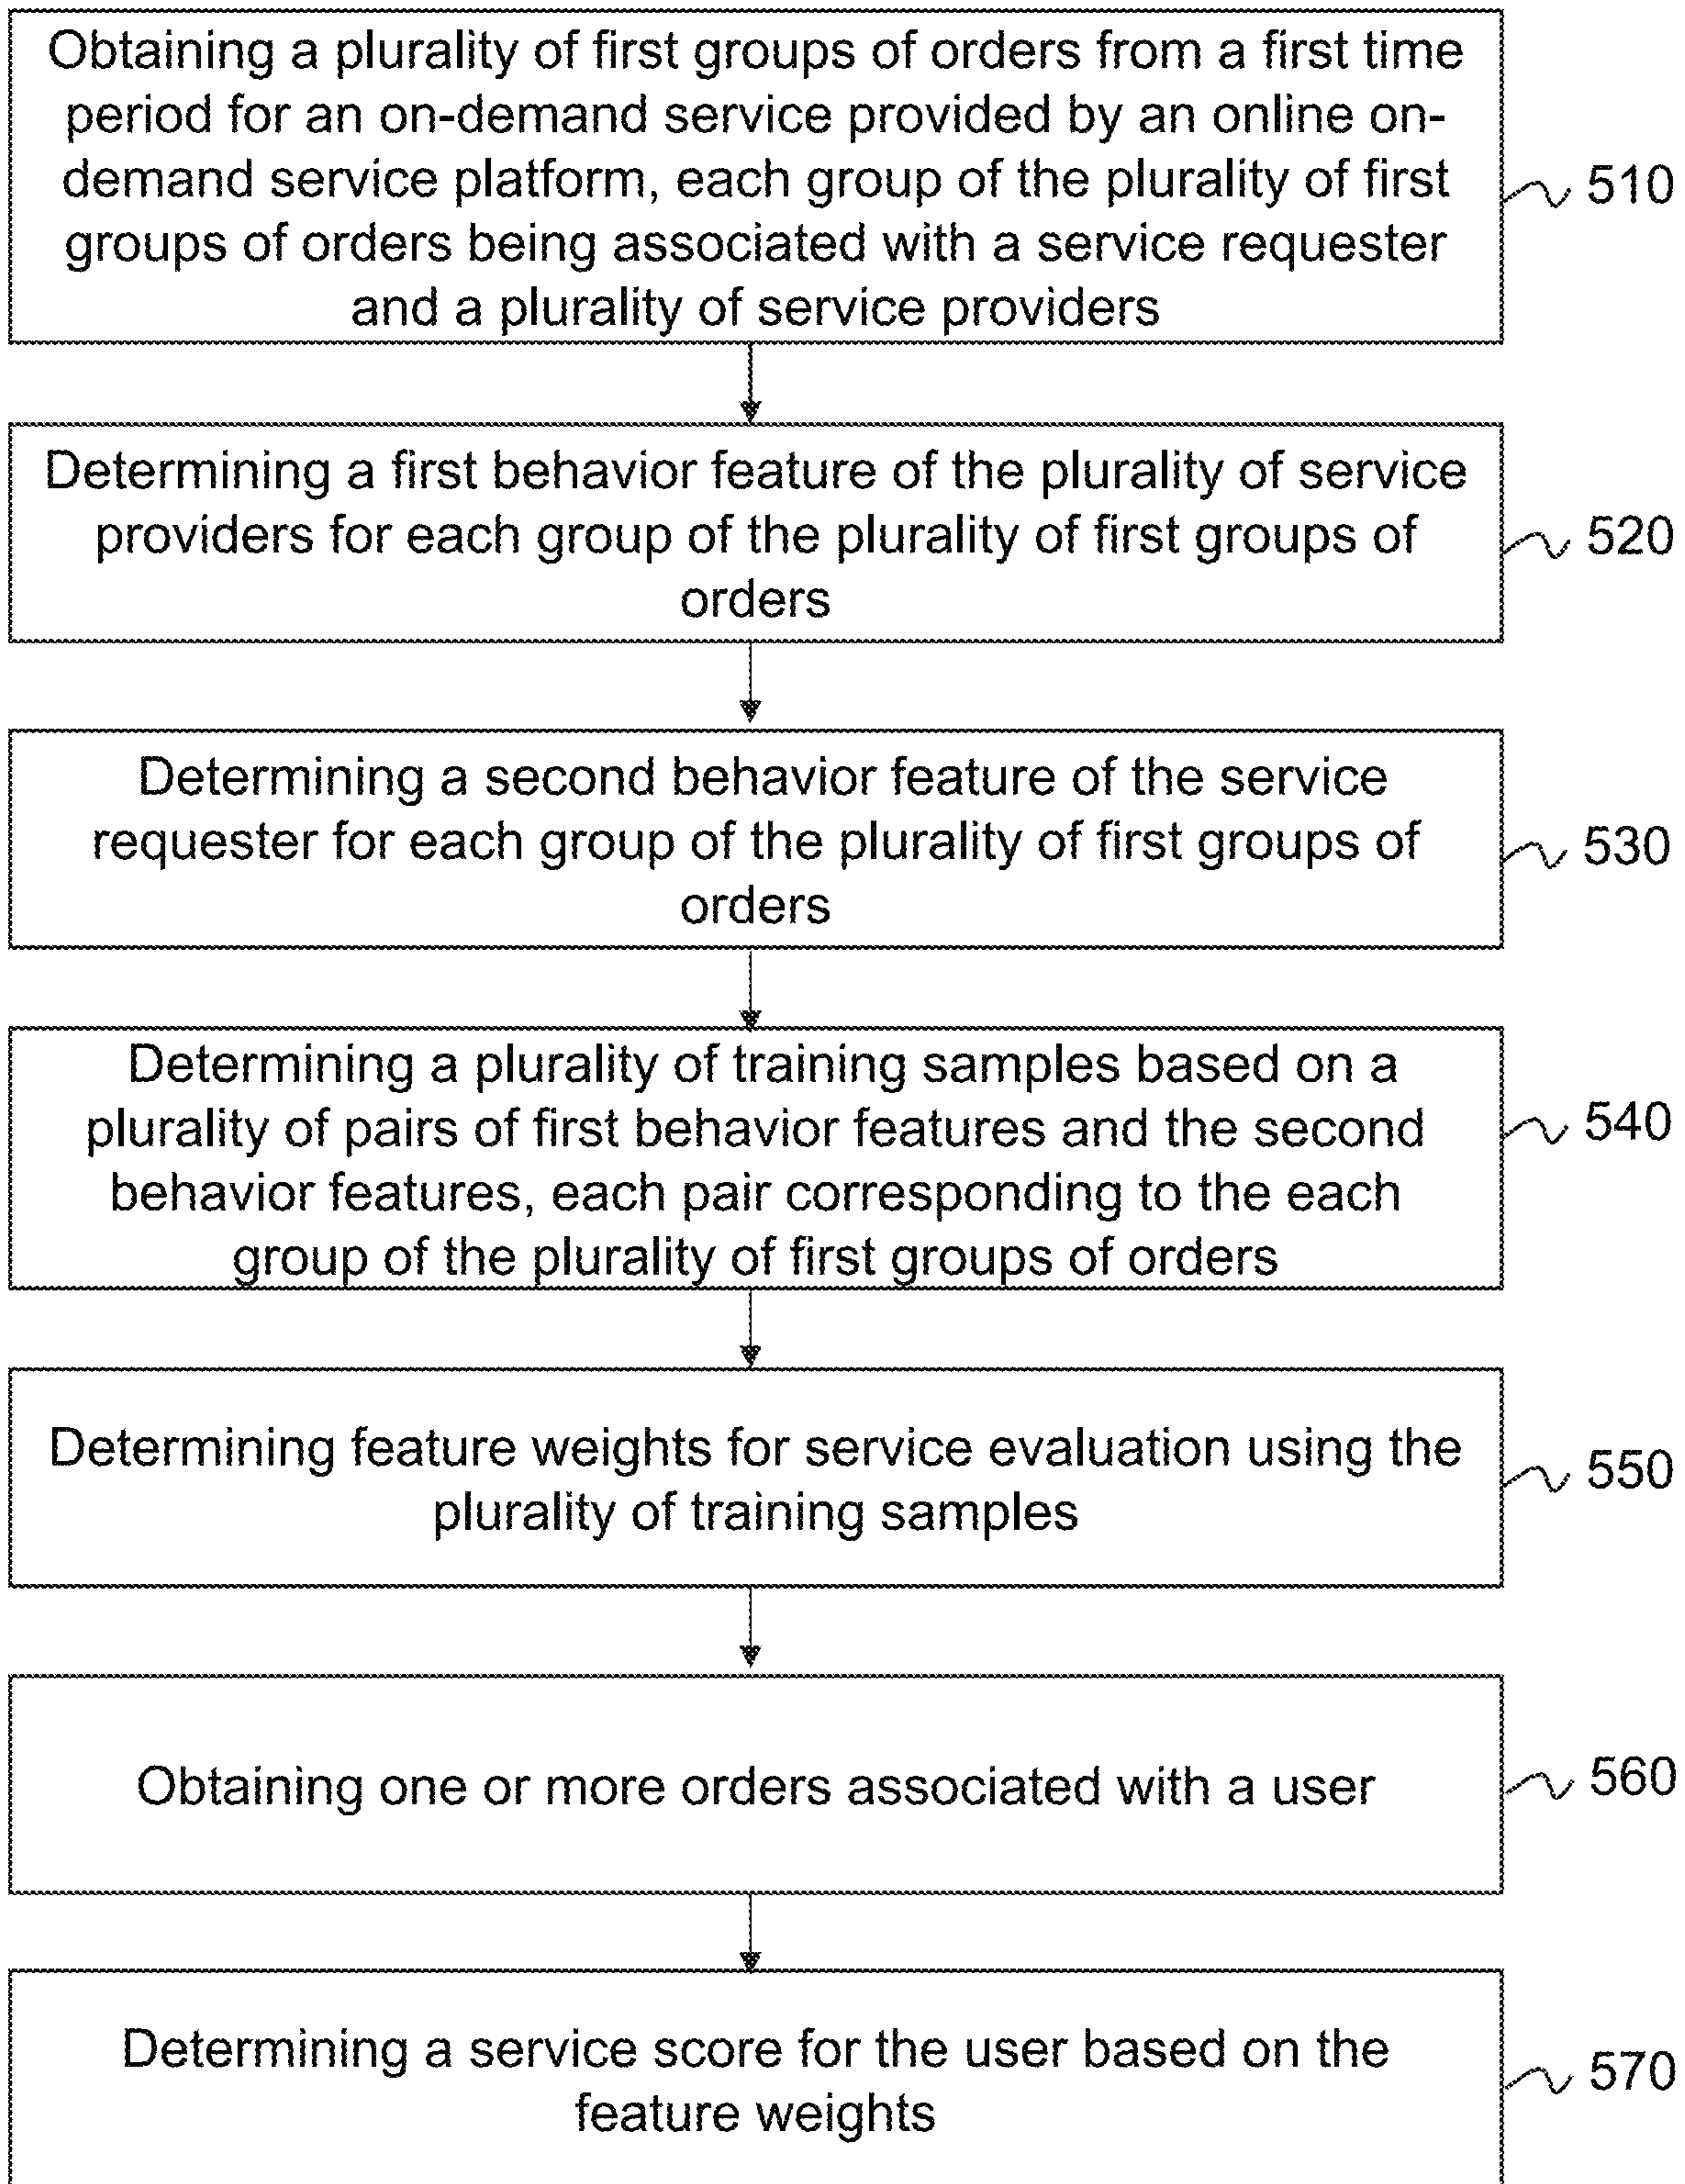 Obtaining a plurality of first groups of orders from a first time
period for an on-demand service provided by an online on-
demand service platform, each group of the plurality of first
groups of orders being associated with a service requester
and a plurality of service providers
510
Determining a first behavior feature of the plurality of service
providers for each group of the plurality of first groups of
orders
520
Determining a second behavior feature of the service
requester for each group of the plurality of first groups of
orders
530
Determining a plurality of training samples based on a
plurality of pairs of first behavior features and the second
behavior features, each pair corresponding to the each
group of the plurality of first groups of orders
540
Determining feature weights for service evaluation using the
plurality of training samples
550
Obtaining one or more orders associated with a user
560
Determining a service score for the user based on the
feature weights
570